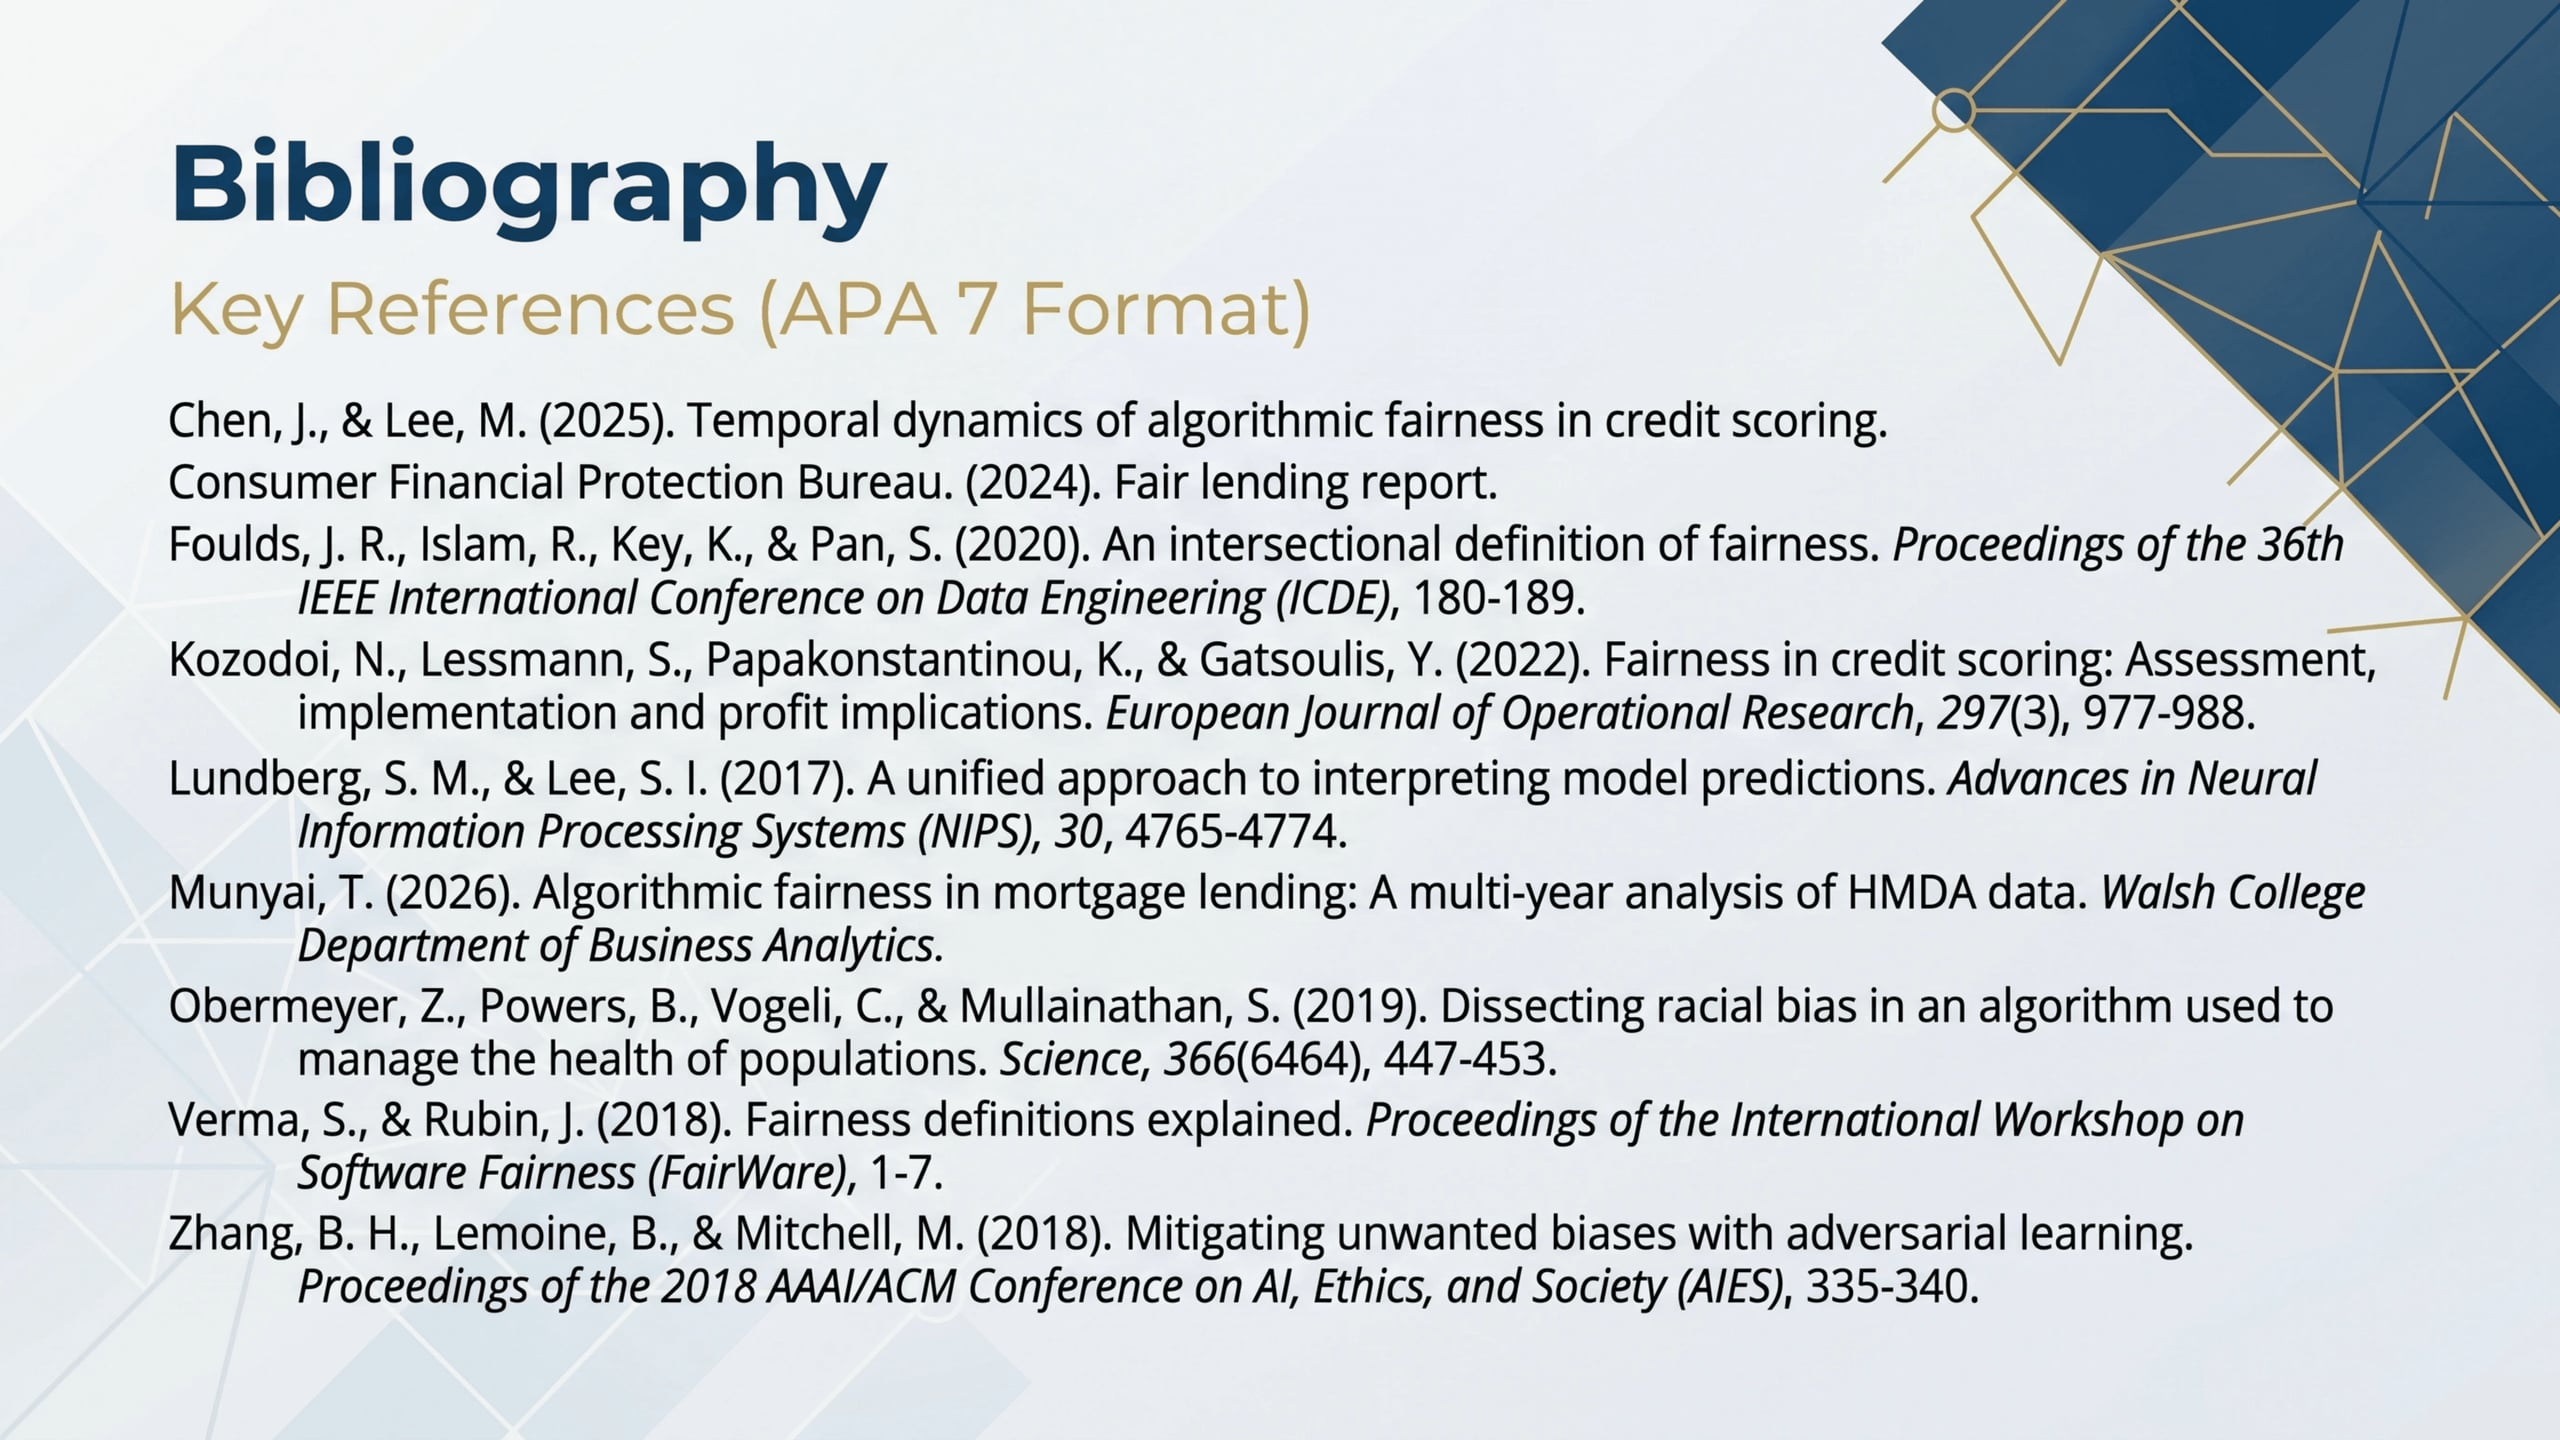 Bibliography
Key References (APA 7 Format)
Chen, J., & Lee, M. (2025). Temporal dynamics of algorithmic fairness in credit scoring.
Consumer Financial Protection Bureau. (2024). Fair lending report.
Foulds, J. R., Islam, R., Key, K., & Pan, S. (2020). An intersectional definition of fairness. Proceedings of the 36th
IEEE International Conference on Data Engineering (ICDE), 180-189.
Kozodoi, N., Lessmann, S., Papakonstantinou, K., & Gatsoulis, Y. (2022). Fairness in credit scoring: Assessment,
implementation and profit implications. European Journal of Operational Research, 297(3), 977-988.
Lundberg, S. M., & Lee, S. I. (2017). A unified approach to interpreting model predictions. Advances in Neural
Information Processing Systems (NIPS), 30, 4765-4774.
Munyai, T. (2026). Algorithmic fairness in mortgage lending: A multi-year analysis of HMDA data. Walsh College
Department of Business Analytics.
Obermeyer, Z., Powers, B., Vogeli, C., & Mullainathan, S. (2019). Dissecting racial bias in an algorithm used to
manage the health of populations. Science, 366(6464), 447-453.
Verma, S., & Rubin, J. (2018). Fairness definitions explained. Proceedings of the International Workshop on
Software Fairness (FairWare), 1-7.
Zhang, B. H., Lemoine, B., & Mitchell, M. (2018). Mitigating unwanted biases with adversarial learning.
Proceedings of the 2018 AAAI/ACM Conference on AI, Ethics, and Society (AIES), 335-340.